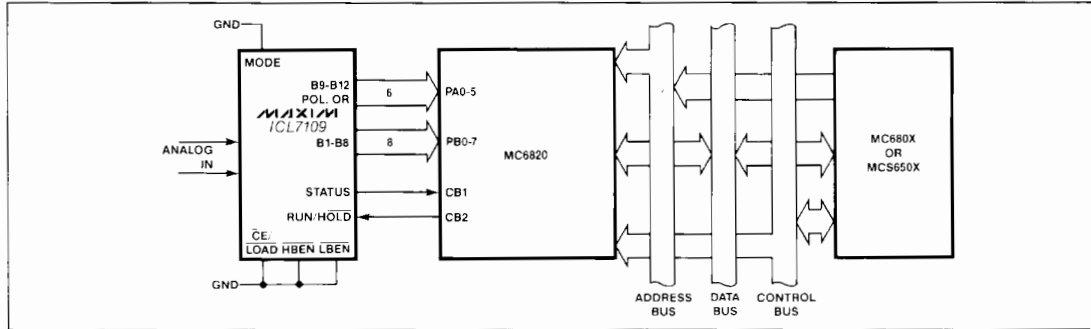 GND
MODE
B9-B12
POL. OR
6
PA0-5
MAXIM
ICL7109
B1-B8
8
PB0-7
ANALOG
IN
MC6820
MC680X
OR
MCS650X
STATUS
CB1
RUN/HOLD
CB2
CE/
LOAD HBEN LBEN
GND
ADDRESS
BUS
DATA
BUS
CONTROL
BUS